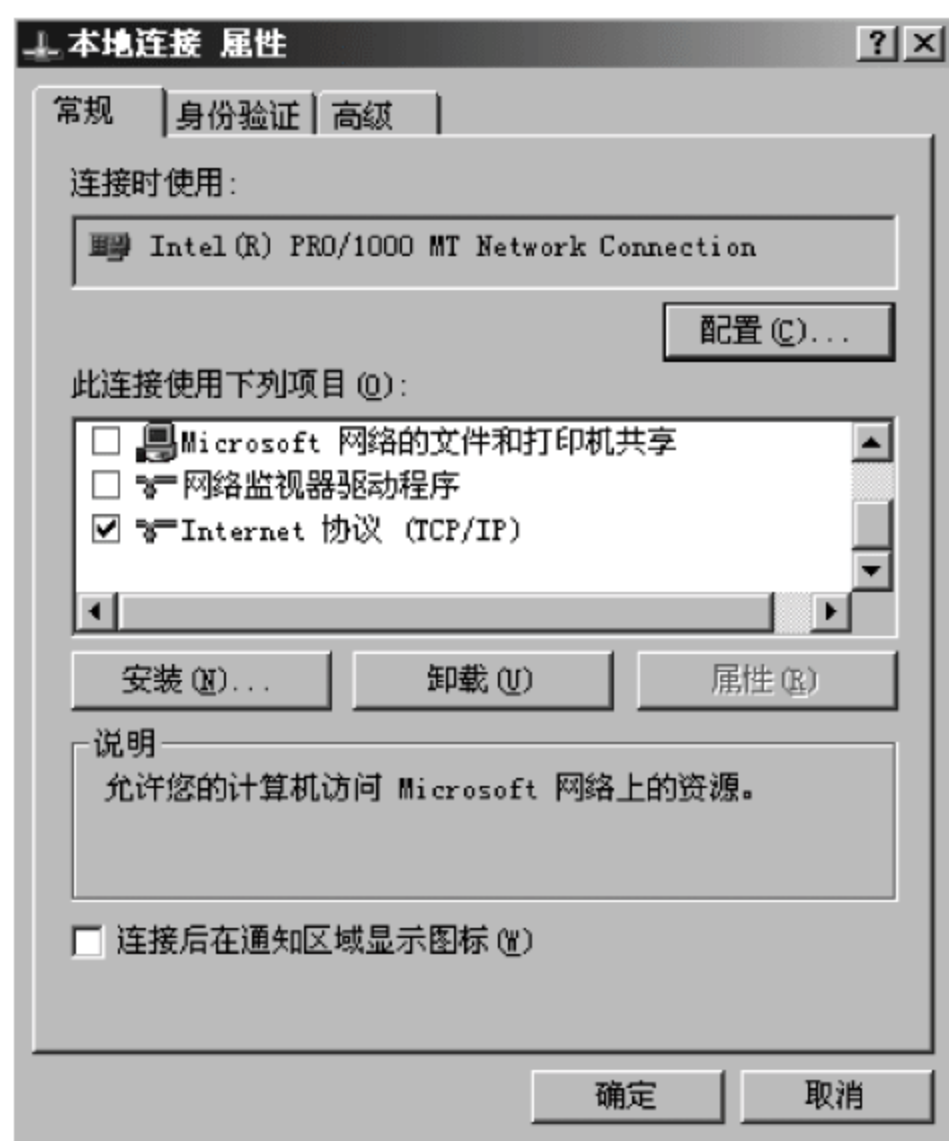 本地连接 属性
常规 身份验证 高级
连接时使用:
Intel(R) PRO/1000 MT Network Connection
配置(C)...
此连接使用下列项目(O):
Microsoft 网络的文件和打印机共享
网络监视器驱动程序
Internet 协议 (TCP/IP)
安装(N)... 卸载(U) 属性(R)
说明
允许您的计算机访问 Microsoft 网络上的资源。
连接后在通知区域显示图标(W)
确定 取消